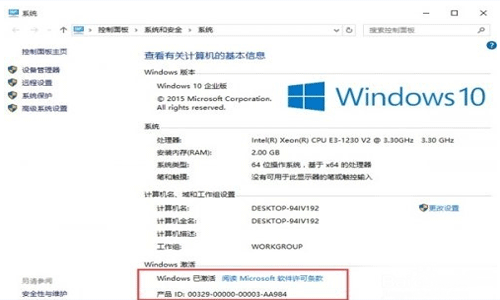 系统
控制面板 › 系统和安全 › 系统
搜索控制面板
控制面板主页
设备管理器
远程设置
系统保护
高级系统设置
查看有关计算机的基本信息
Windows 版本
Windows 10 企业版
© 2015 Microsoft Corporation.
All rights reserved.
Windows 10
系统
处理器: Intel(R) Xeon(R) CPU E3-1230 V2 @ 3.30GHz 3.30 GHz
安装内存(RAM): 2.00 GB
系统类型: 64 位操作系统，基于 x64 的处理器
笔和触摸: 没有可用于此显示器的笔或触控输入
计算机名、域和工作组设置
计算机名: DESKTOP-94IV192 更改设置
计算机全名: DESKTOP-94IV192
计算机描述:
工作组: WORKGROUP
Windows 激活
Windows 已激活 阅读 Microsoft 软件许可条款
产品 ID: 00329-00000-00003-AA984
另请参阅
安全性与维护